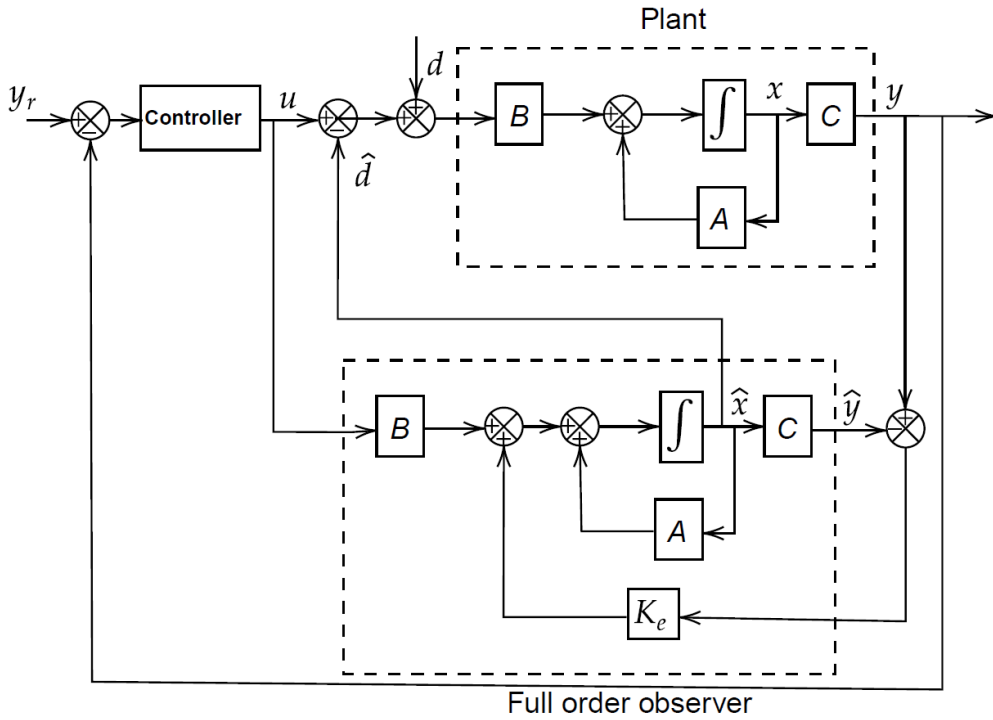 Plant
d
y_r
Controller
u
B
∫
x
C
y
d̂
A
B
∫
x̂
C
ŷ
A
K_e
Full order observer